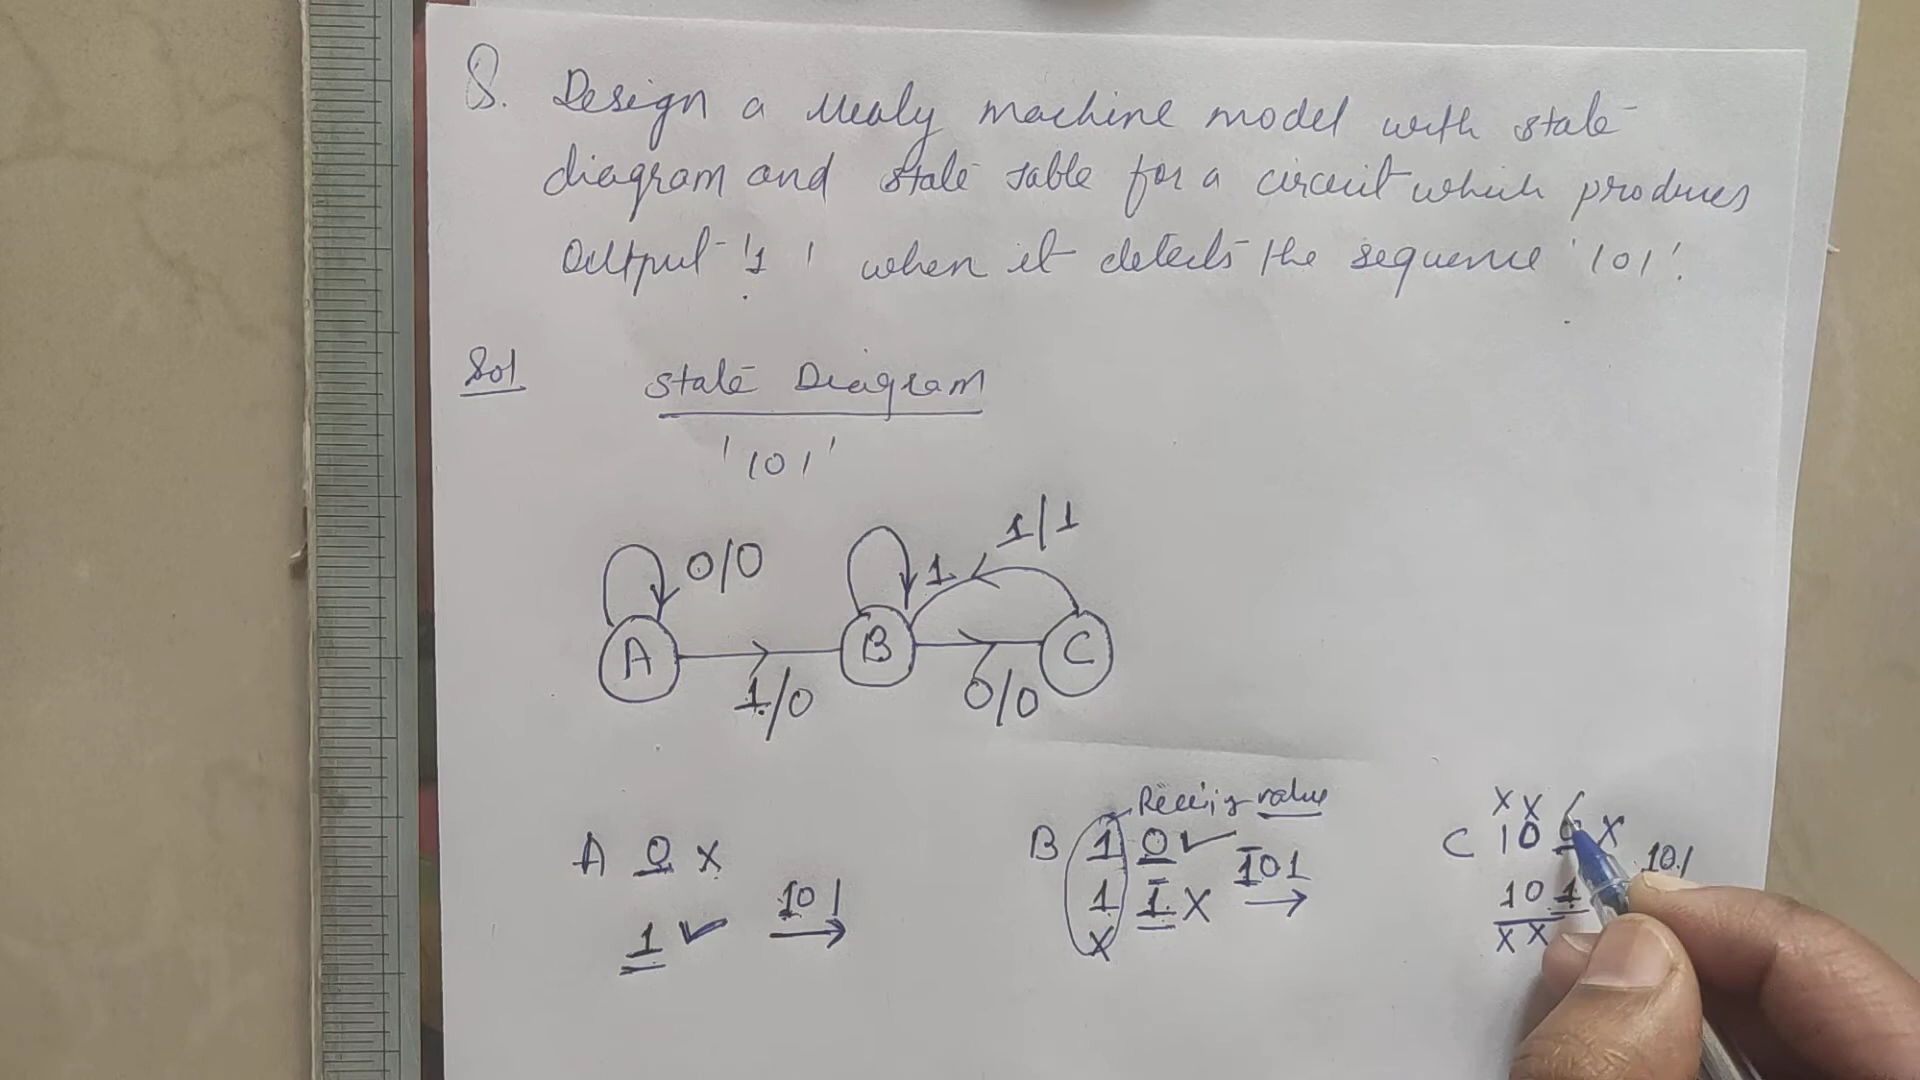 Q. Design a Mealy machine model with state
diagram and state table for a circuit which produces
Output '1' when it detects the sequence '101'.
Sol State Diagram
'101'
1/1
0/0
1
A B C
1/0 0/0
value
A 0 x
1 ✓ 101
B 1 0 ✓ 101
1 1 x
x
x x
C 10 x
101
10 1
x x